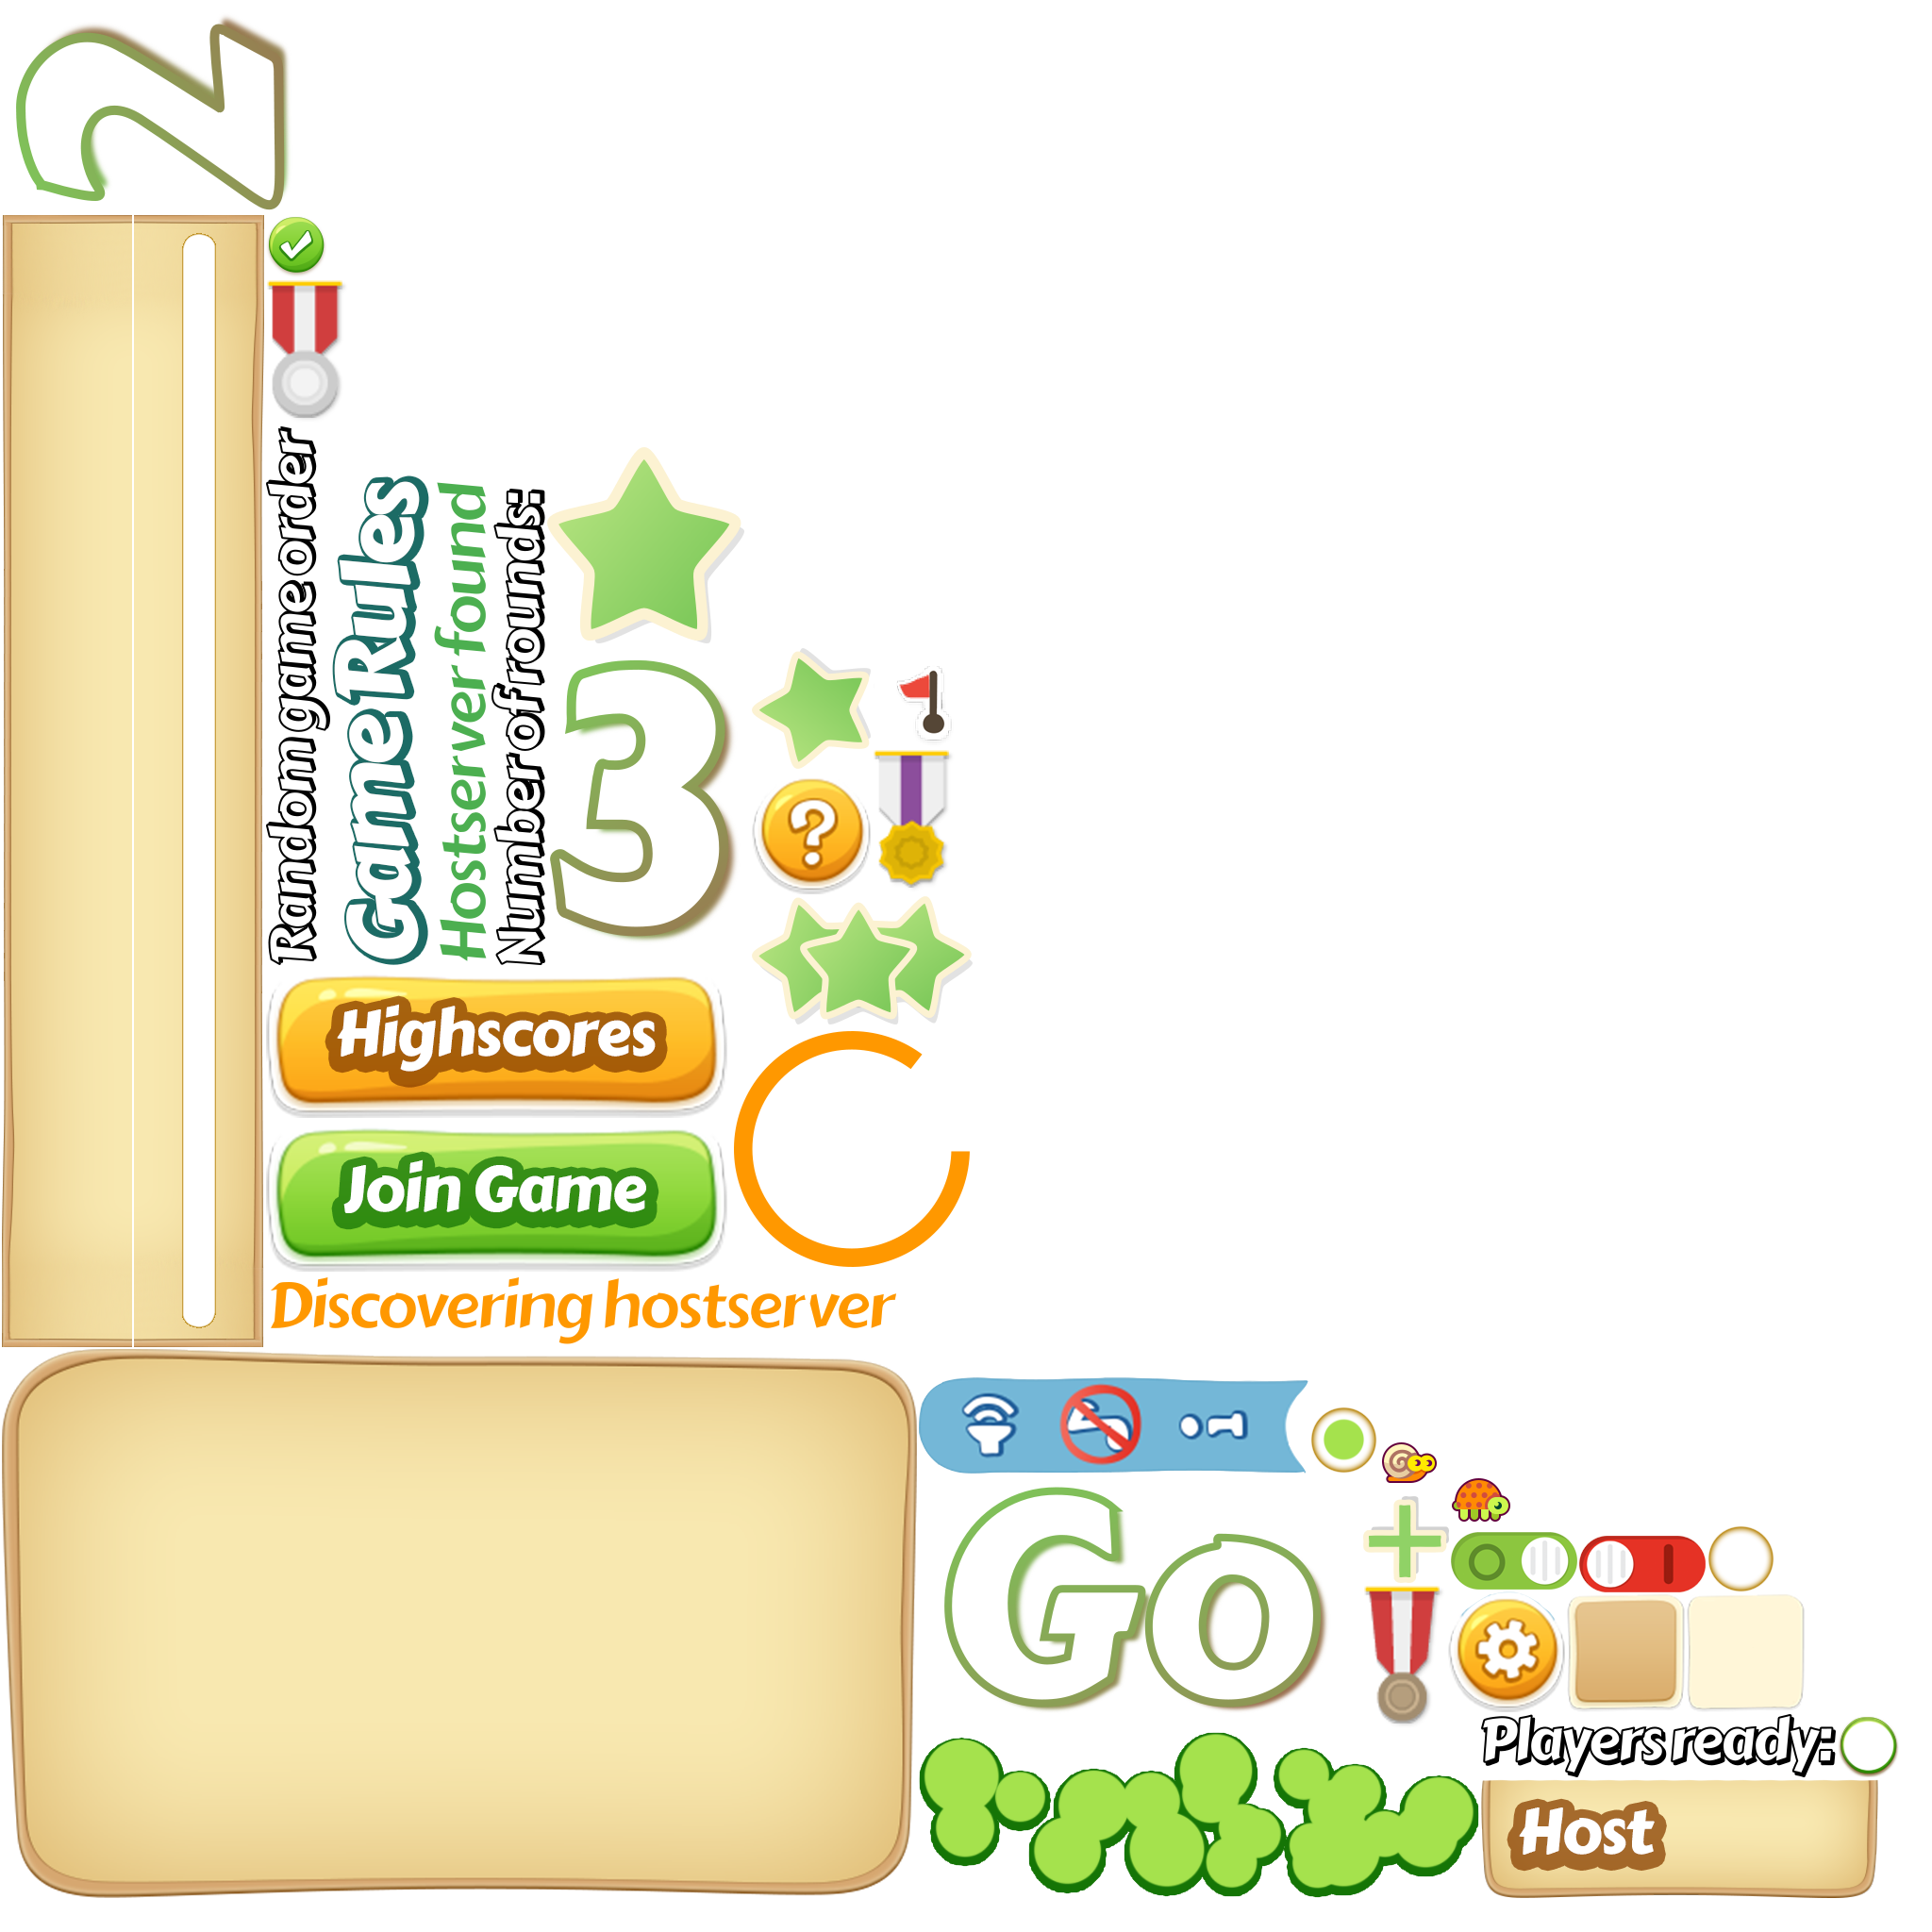 2
Random game order
Game Rules
Hostserver found
Number of rounds:
3
?
Highscores
Join Game
Discovering hostserver
Go
Players ready:
Host